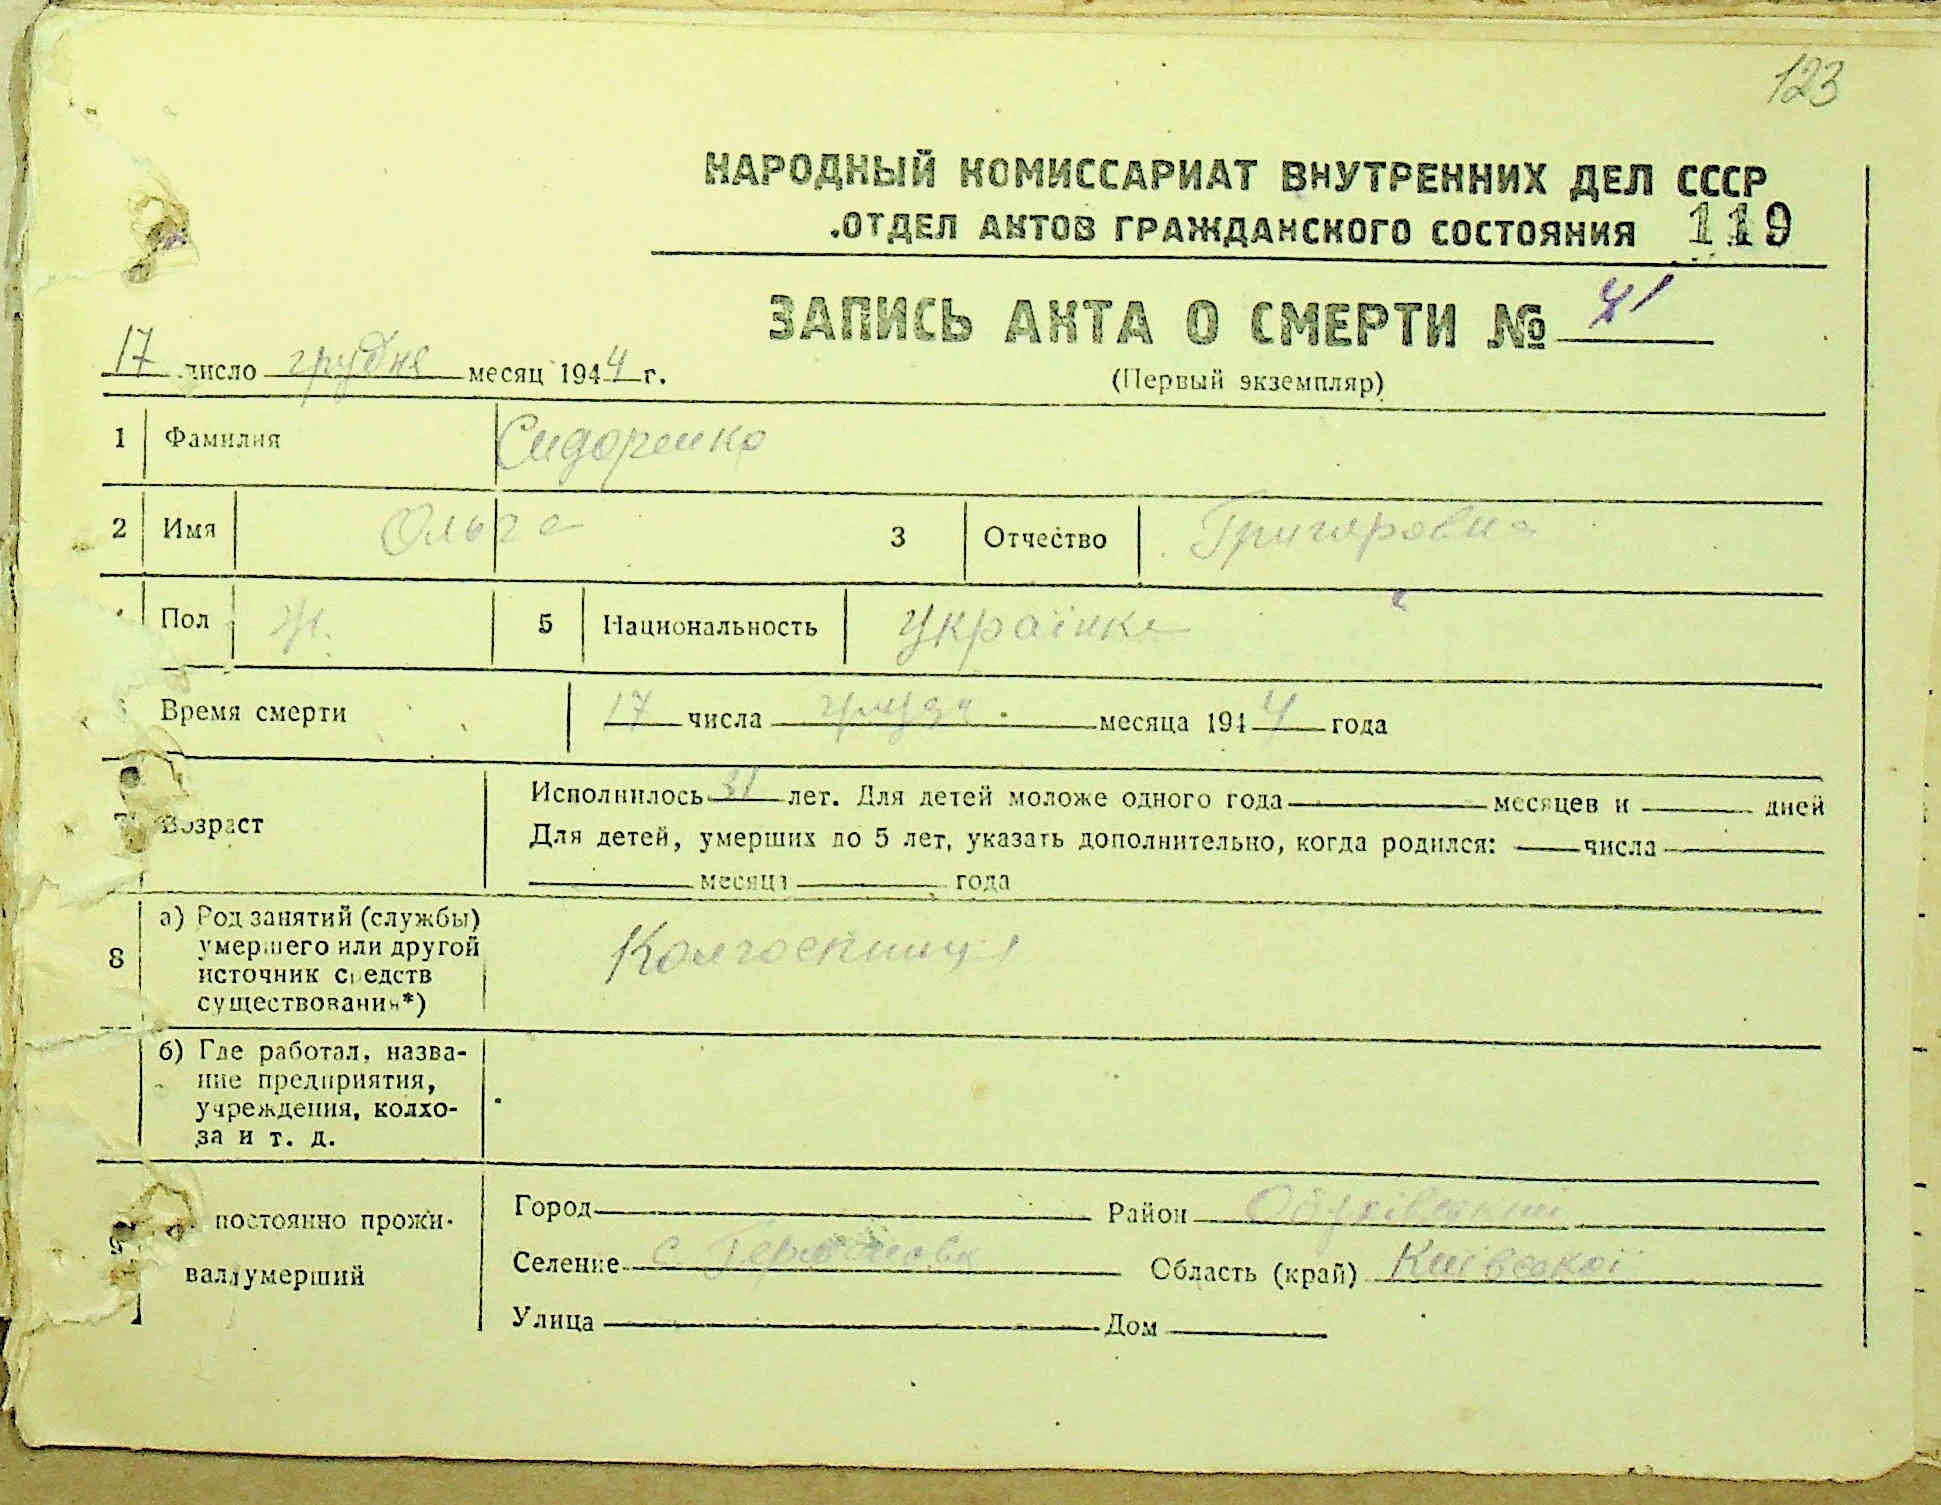 123
НАРОДНЫЙ КОМИССАРИАТ ВНУТРЕННИХ ДЕЛ СССР
ОТДЕЛ АКТОВ ГРАЖДАНСКОГО СОСТОЯНИЯ 119
ЗАПИСЬ АКТА О СМЕРТИ №
17 число грудня месяц 1944 г.
(Первый экземпляр)
1 Фамилия Сидоренко
2 Имя Ольга 3 Отчество Григоровна
Пол Ж. 5 Национальность Українка
Время смерти 17 числа грудня месяца 1944 года
Исполнилось 31 лет. Для детей моложе одного года месяцев и дней
Возраст
Для детей, умерших до 5 лет, указать дополнительно, когда родился: числа
месяца года
8 а) Род занятий (службы)
умершего или другой
источник средств
существования*)
Колгоспниця
б) Где работал, назва-
ние предприятия,
учреждения, колхо-
за и т. д.
постоянно прожи-
вал умерший
Город Район Обухівский
Селение с. Область (край) Київської
Улица Дом